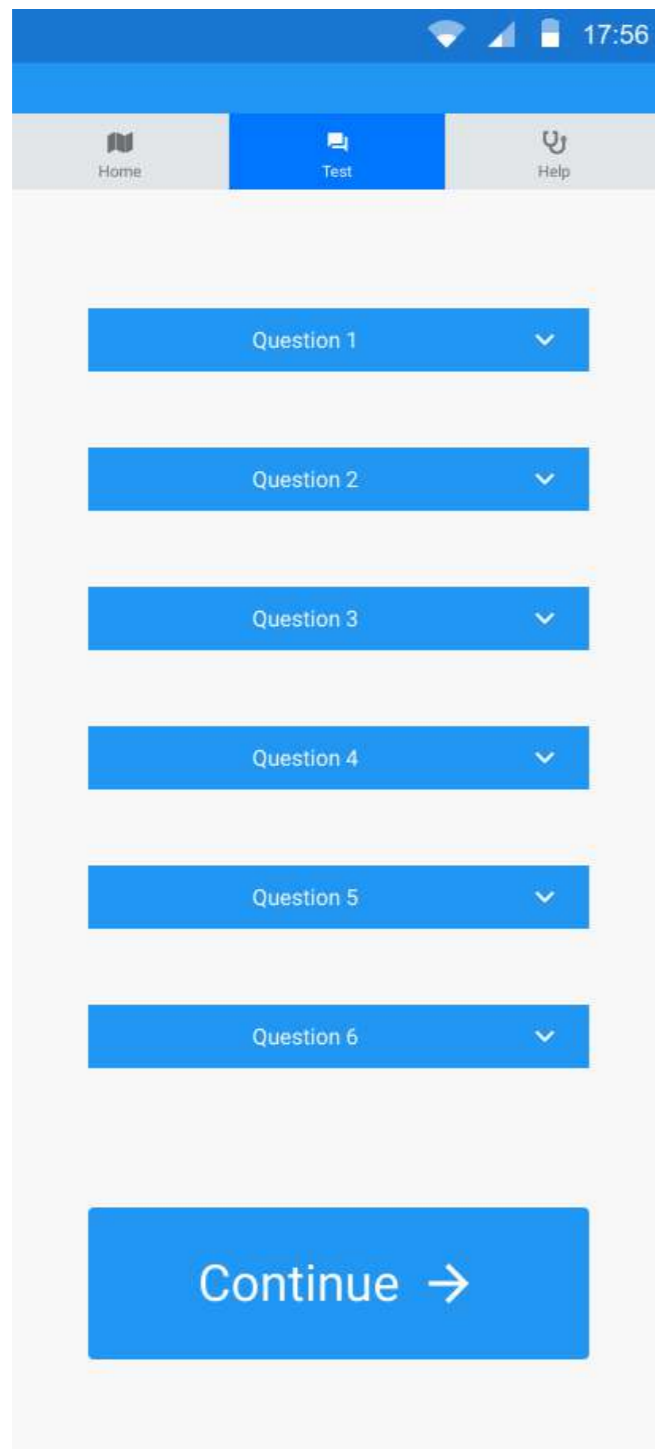 17:56
Home Test Help
Question 1
Question 2
Question 3
Question 4
Question 5
Question 6
Continue →